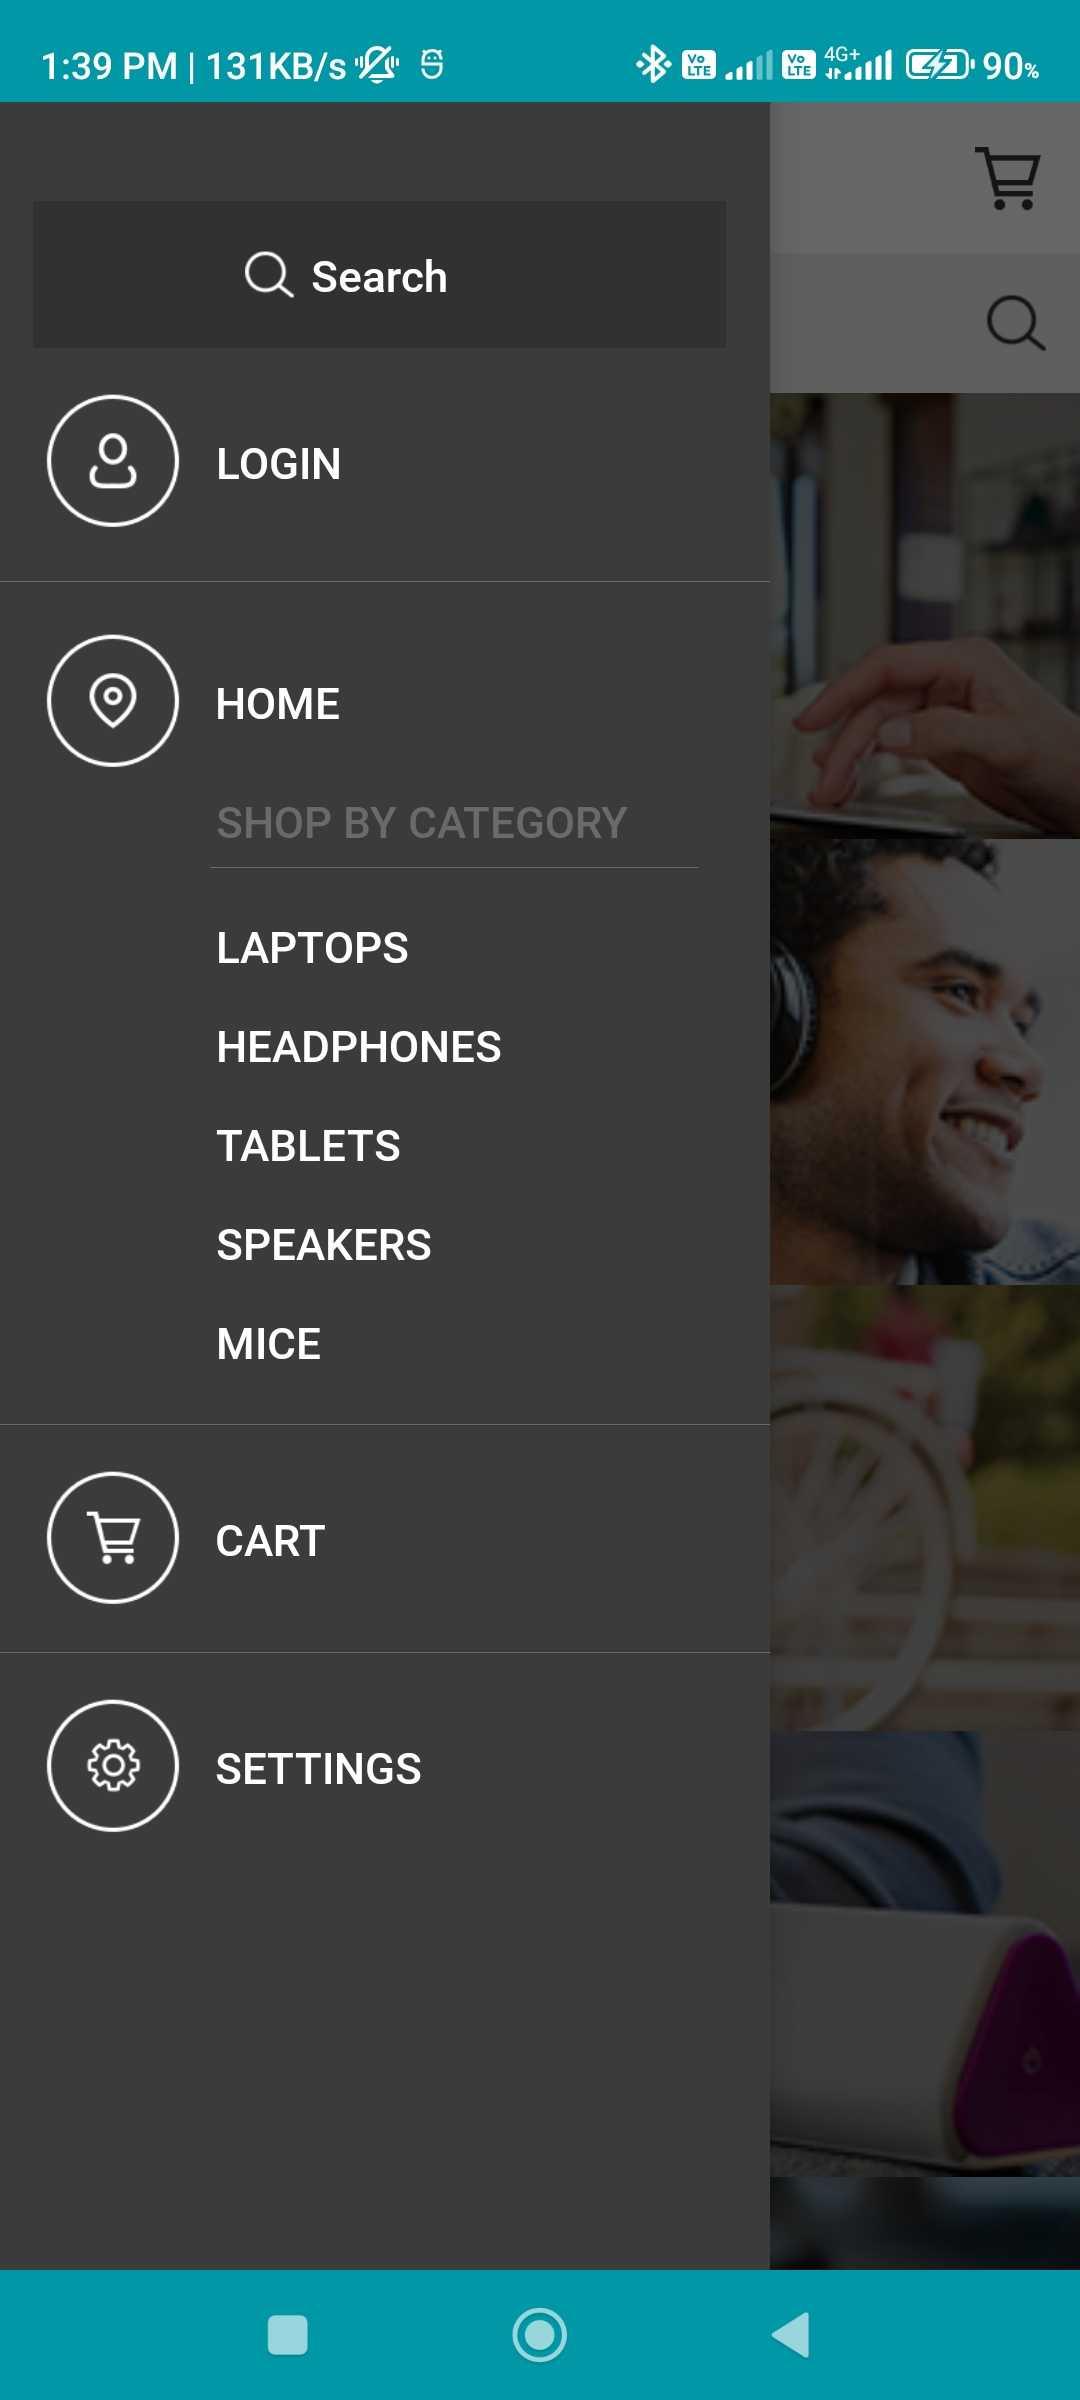 1:39 PM | 131KB/s Vo LTE Vo LTE 4G+ 90%
Search
LOGIN
HOME
SHOP BY CATEGORY
LAPTOPS
HEADPHONES
TABLETS
SPEAKERS
MICE
CART
SETTINGS